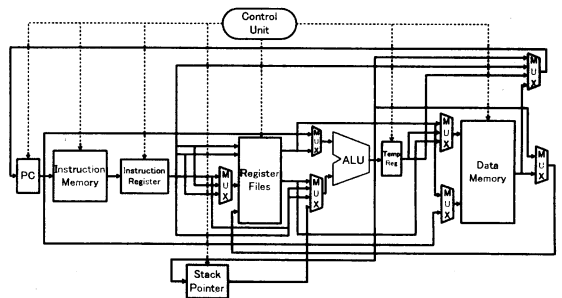 Control
Unit
MUX
MUX
MUX
PC
Instruction
Memory
Instruction
Register
MUX
Register
Files
MUX
ALU
Temp
Reg
Data
Memory
MUX
MUX
Stack
Pointer